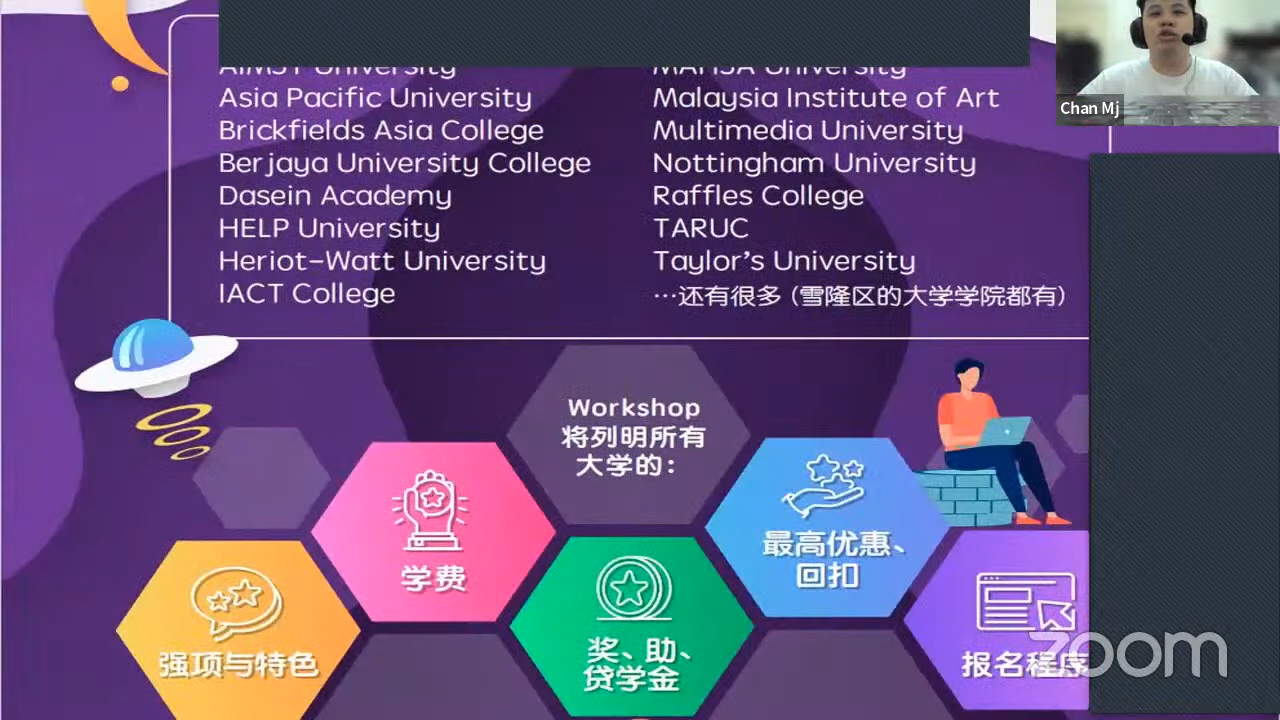 AIMST University
Asia Pacific University
Brickfields Asia College
Berjaya University College
Dasein Academy
HELP University
Heriot-Watt University
IACT College
MAHSA University
Malaysia Institute of Art
Multimedia University
Nottingham University
Raffles College
TARUC
Taylor's University
…还有很多 (雪隆区的大学学院都有)
Chan Mj
Workshop
将列明所有
大学的:
强项与特色
学费
奖、助、
贷学金
最高优惠、
回扣
报名程序
zoom